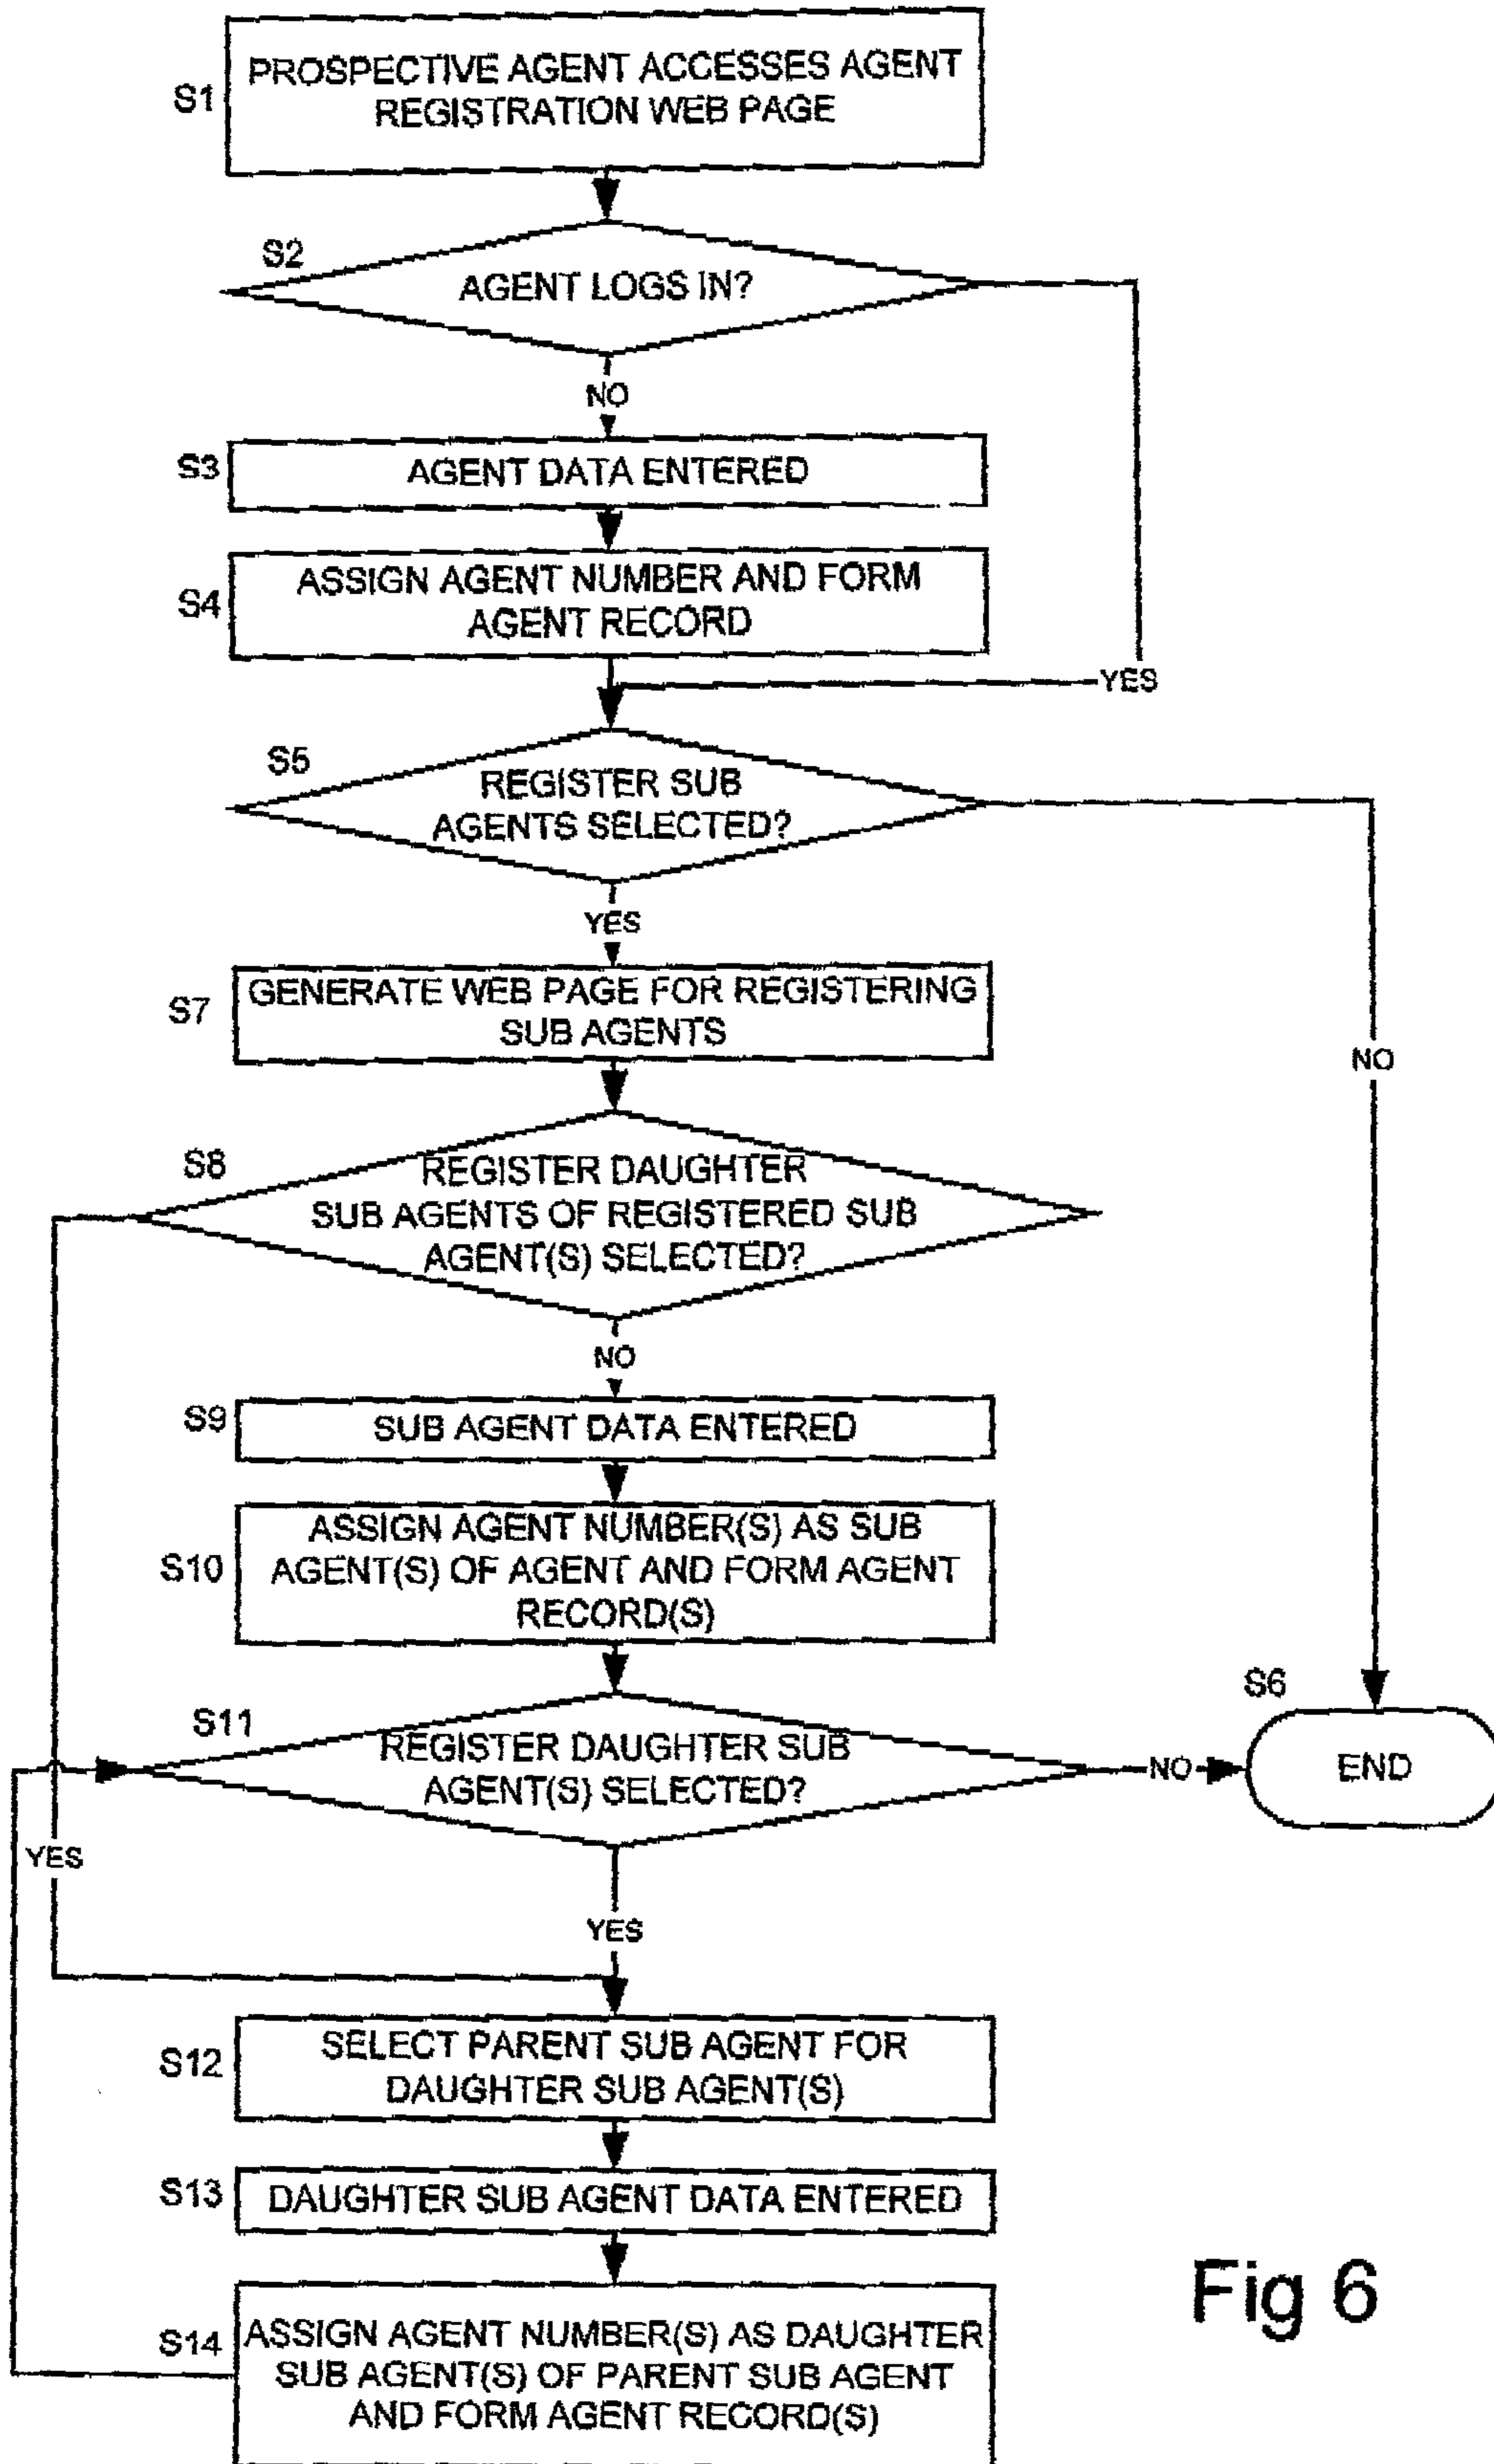 S1
PROSPECTIVE AGENT ACCESSES AGENT
REGISTRATION WEB PAGE
S2
AGENT LOGS IN?
NO
S3
AGENT DATA ENTERED
S4
ASSIGN AGENT NUMBER AND FORM
AGENT RECORD
YES
S5
REGISTER SUB
AGENTS SELECTED?
YES
S7
GENERATE WEB PAGE FOR REGISTERING
SUB AGENTS
NO
S8
REGISTER DAUGHTER
SUB AGENTS OF REGISTERED SUB
AGENT(S) SELECTED?
NO
S9
SUB AGENT DATA ENTERED
S10
ASSIGN AGENT NUMBER(S) AS SUB
AGENT(S) OF AGENT AND FORM AGENT
RECORD(S)
S11
REGISTER DAUGHTER SUB
AGENT(S) SELECTED?
NO
S6
END
YES
YES
S12
SELECT PARENT SUB AGENT FOR
DAUGHTER SUB AGENT(S)
S13
DAUGHTER SUB AGENT DATA ENTERED
S14
ASSIGN AGENT NUMBER(S) AS DAUGHTER
SUB AGENT(S) OF PARENT SUB AGENT
AND FORM AGENT RECORD(S)
Fig 6